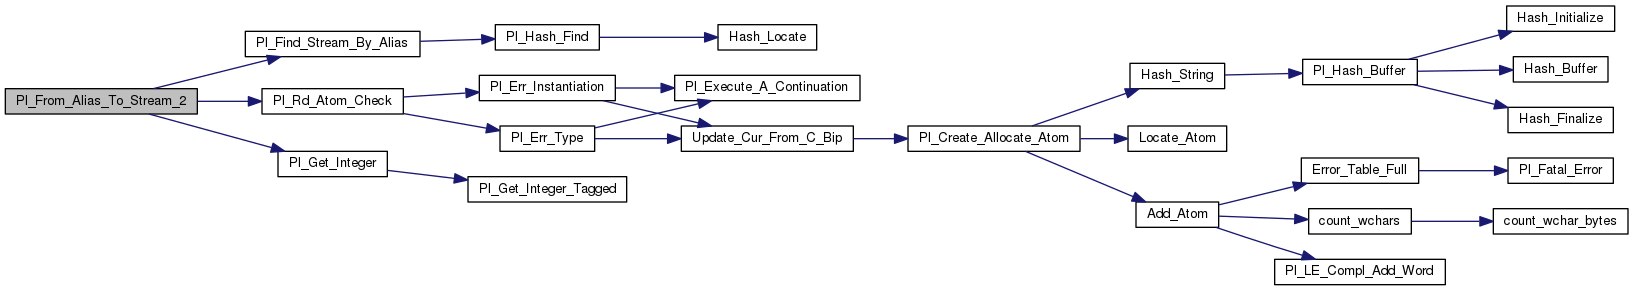 Pl_From_Alias_To_Stream_2
Pl_Find_Stream_By_Alias
Pl_Rd_Atom_Check
Pl_Get_Integer
Pl_Hash_Find
Pl_Err_Instantiation
Pl_Err_Type
Pl_Get_Integer_Tagged
Hash_Locate
Pl_Execute_A_Continuation
Update_Cur_From_C_Bip
Pl_Create_Allocate_Atom
Hash_String
Locate_Atom
Add_Atom
Pl_Hash_Buffer
Error_Table_Full
count_wchars
Pl_LE_Compl_Add_Word
Hash_Initialize
Hash_Buffer
Hash_Finalize
Pl_Fatal_Error
count_wchar_bytes